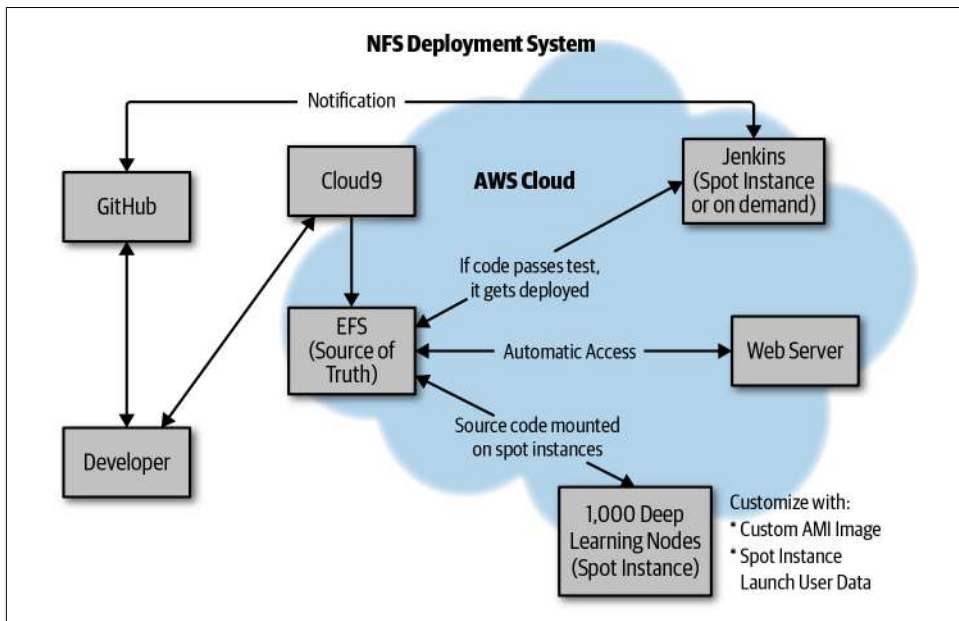 NFS Deployment System
Notification
GitHub
Cloud9
AWS Cloud
Jenkins
(Spot Instance
or on demand)
If code passes test,
it gets deployed
EFS
(Source of
Truth)
Automatic Access
Web Server
Source code mounted
on spot instances
Developer
1,000 Deep
Learning Nodes
(Spot Instance)
Customize with:
* Custom AMI Image
* Spot Instance
Launch User Data